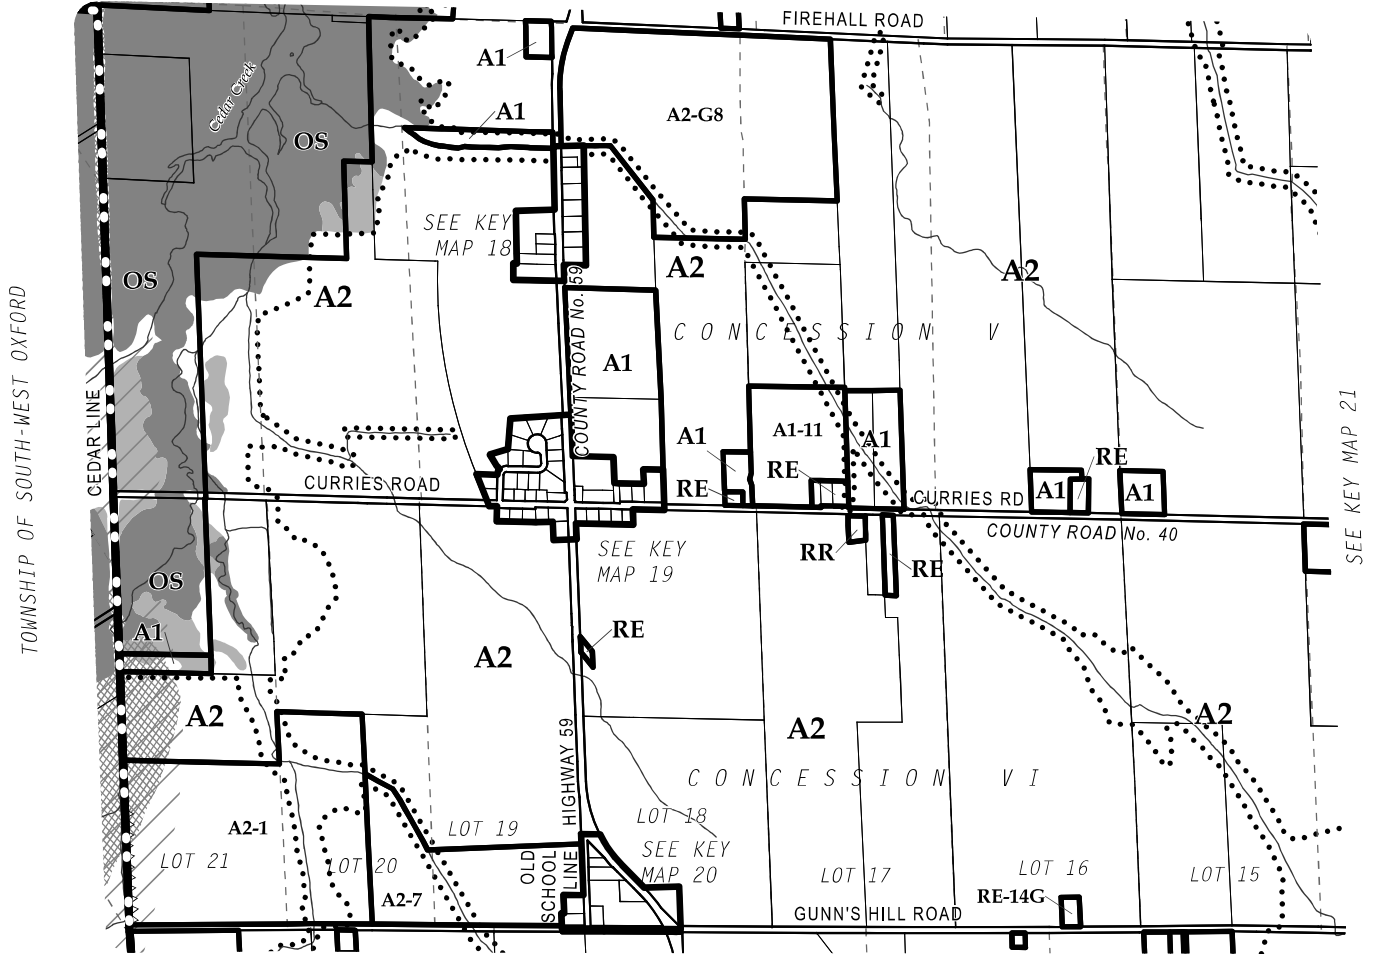 FIREHALL ROAD
A1
Cedar Creek
A1
A2-G8
OS
SEE KEY
MAP 18
A2
A2
OS
A2
TOWNSHIP OF SOUTH-WEST OXFORD
COUNTY ROAD No. 59
CONCESSION V
A1
CEDAR LINE
SEE KEY MAP 21
A1
A1-11
A1
RE
RE
RE
A1
A1
CURRIES ROAD
CURRIES RD
COUNTY ROAD No. 40
SEE KEY
MAP 19
RR
RE
OS
A1
RE
A2
A2
A2
A2
HIGHWAY 59
CONCESSION VI
A2-1
LOT 19
LOT 18
SEE KEY
MAP 20
OLD
SCHOOL
LINE
LOT 21
LOT 20
LOT 17
LOT 16
LOT 15
A2-7
RE-14G
GUNN'S HILL ROAD